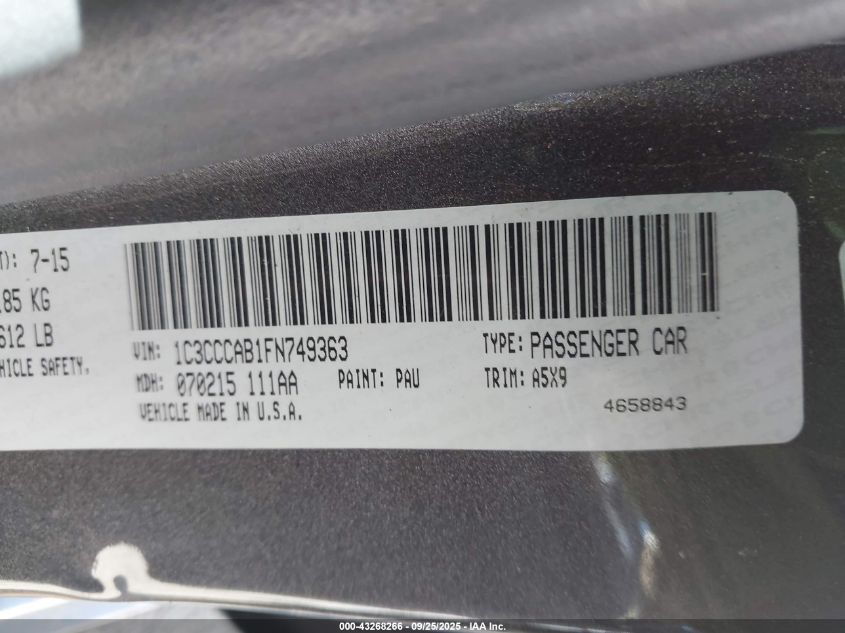 T): 7-15
.85 KG
612 LB
HICLE SAFETY.
VIN: 1C3CCCAB1FN749363
TYPE: PASSENGER CAR
MDH: 070215 111AA
PAINT: PAU
TRIM: A5X9
VEHICLE MADE IN U.S.A.
4658843
000-43268266 - 09/25/2025 - IAA Inc.